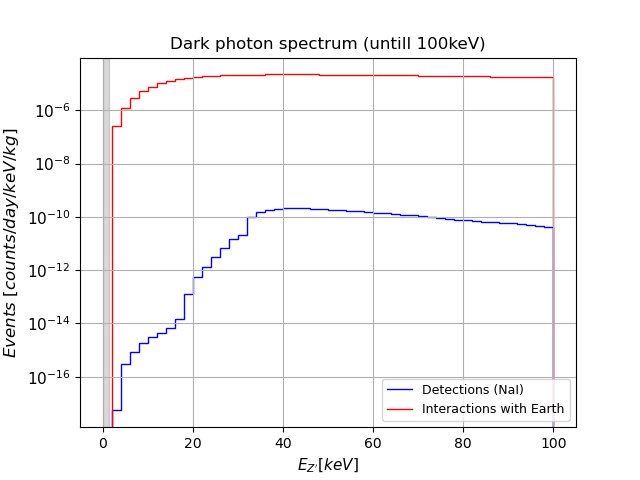 Dark photon spectrum (untill 100keV)
Events [counts/day/keV/kg]
10⁻⁶
10⁻⁸
10⁻¹⁰
10⁻¹²
10⁻¹⁴
10⁻¹⁶
Detections (NaI)
Interactions with Earth
0 20 40 60 80 100
E_{Z'}[keV]